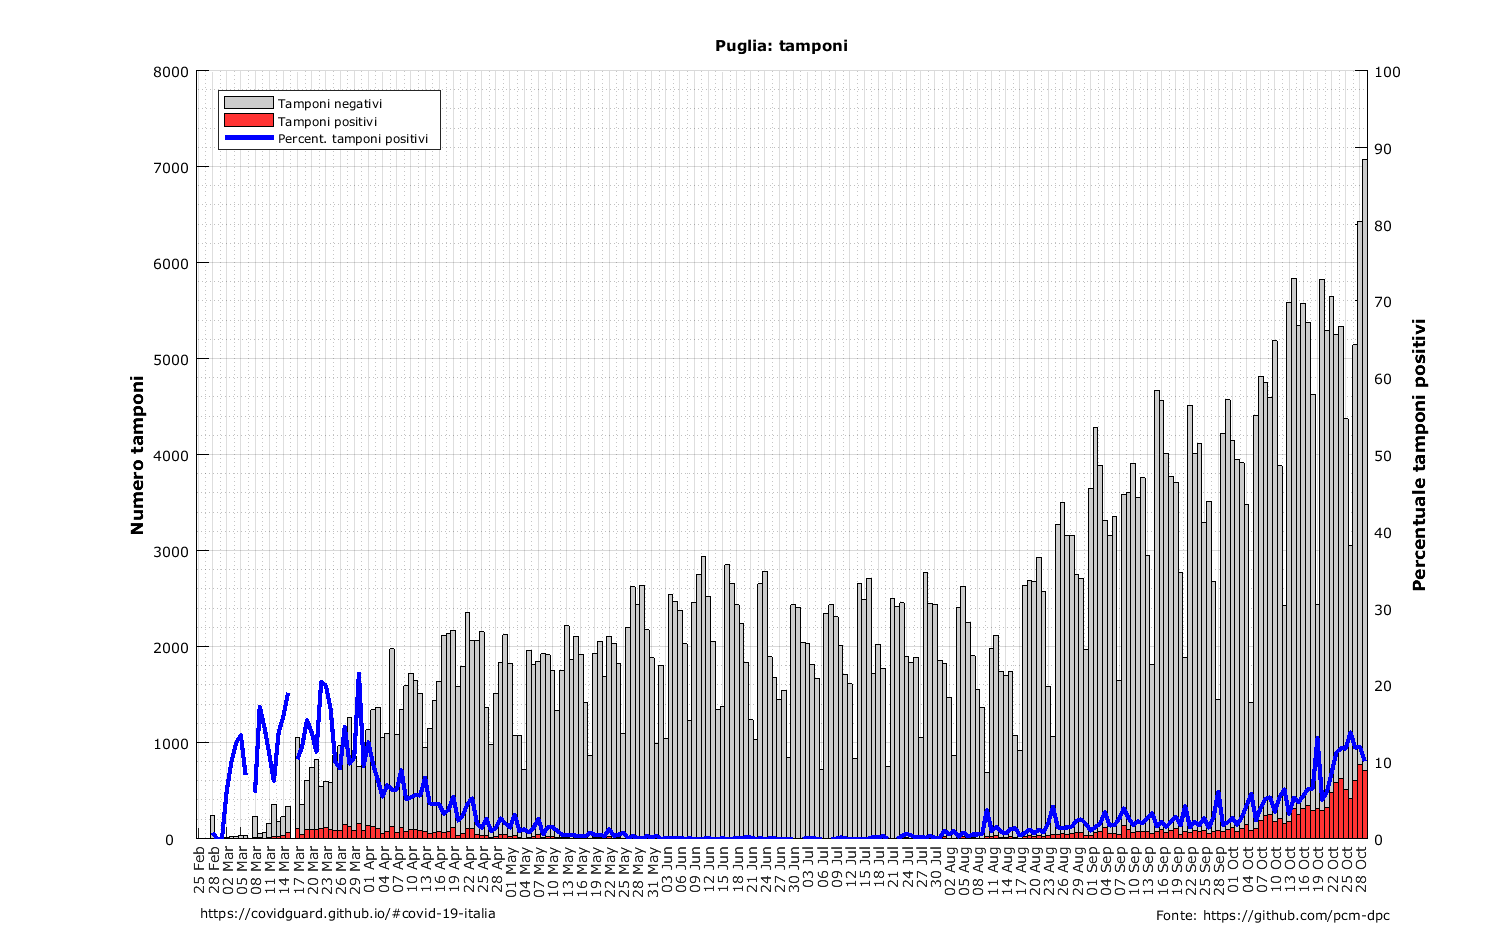 Puglia: tamponi
8000
7000
6000
5000
4000
3000
2000
1000
0
Numero tamponi
Tamponi negativi
Tamponi positivi
Percent. tamponi positivi
100
90
80
70
60
50
40
30
20
10
0
Percentuale tamponi positivi
25 Feb
28 Feb
02 Mar
05 Mar
08 Mar
11 Mar
14 Mar
17 Mar
20 Mar
23 Mar
26 Mar
29 Mar
01 Apr
04 Apr
07 Apr
10 Apr
13 Apr
16 Apr
19 Apr
22 Apr
25 Apr
28 Apr
01 May
04 May
07 May
10 May
13 May
16 May
19 May
22 May
25 May
28 May
31 May
03 Jun
06 Jun
09 Jun
12 Jun
15 Jun
18 Jun
21 Jun
24 Jun
27 Jun
30 Jun
03 Jul
06 Jul
09 Jul
12 Jul
15 Jul
18 Jul
21 Jul
24 Jul
27 Jul
30 Jul
02 Aug
05 Aug
08 Aug
11 Aug
14 Aug
17 Aug
20 Aug
23 Aug
26 Aug
29 Aug
01 Sep
04 Sep
07 Sep
10 Sep
13 Sep
16 Sep
19 Sep
22 Sep
25 Sep
28 Sep
01 Oct
04 Oct
07 Oct
10 Oct
13 Oct
16 Oct
19 Oct
22 Oct
25 Oct
28 Oct
https://covidguard.github.io/#covid-19-italia
Fonte: https://github.com/pcm-dpc